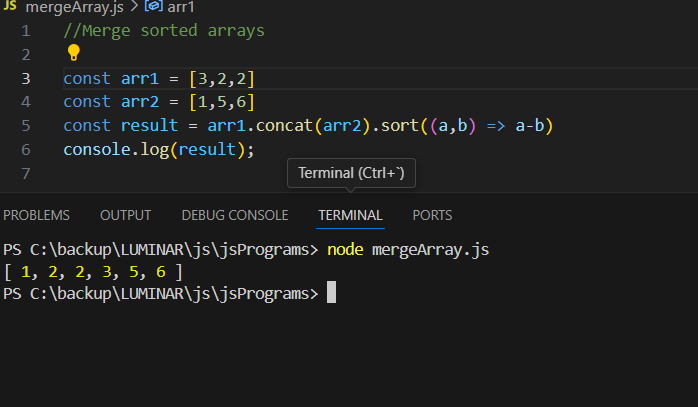 JS mergeArray.js > arr1
1 //Merge sorted arrays
2
3 const arr1 = [3,2,2]
4 const arr2 = [1,5,6]
5 const result = arr1.concat(arr2).sort((a,b) => a-b)
6 console.log(result);
7
Terminal (Ctrl+`)
PROBLEMS OUTPUT DEBUG CONSOLE TERMINAL PORTS
PS C:\backup\LUMINAR\js\jsPrograms> node mergeArray.js
[ 1, 2, 2, 3, 5, 6 ]
PS C:\backup\LUMINAR\js\jsPrograms>